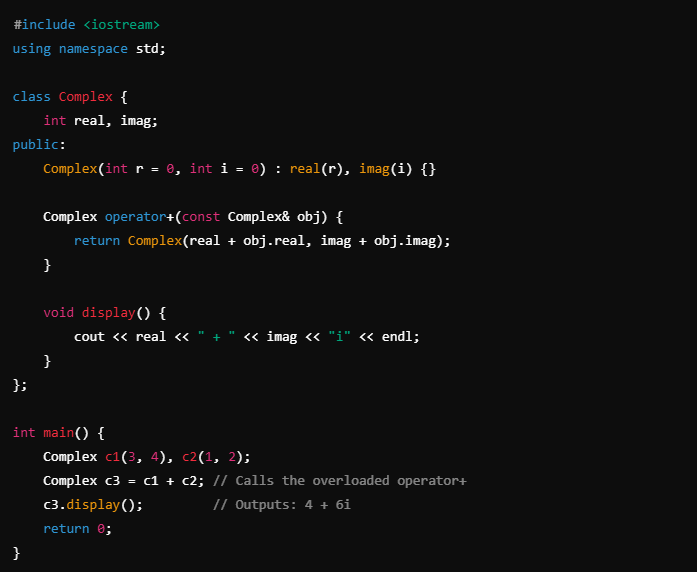 #include <iostream>
using namespace std;
class Complex {
    int real, imag;
public:
    Complex(int r = 0, int i = 0) : real(r), imag(i) {}
    Complex operator+(const Complex& obj) {
        return Complex(real + obj.real, imag + obj.imag);
    }
    void display() {
        cout << real << " + " << imag << "i" << endl;
    }
};
int main() {
    Complex c1(3, 4), c2(1, 2);
    Complex c3 = c1 + c2; // Calls the overloaded operator+
    c3.display();         // Outputs: 4 + 6i
    return 0;
}